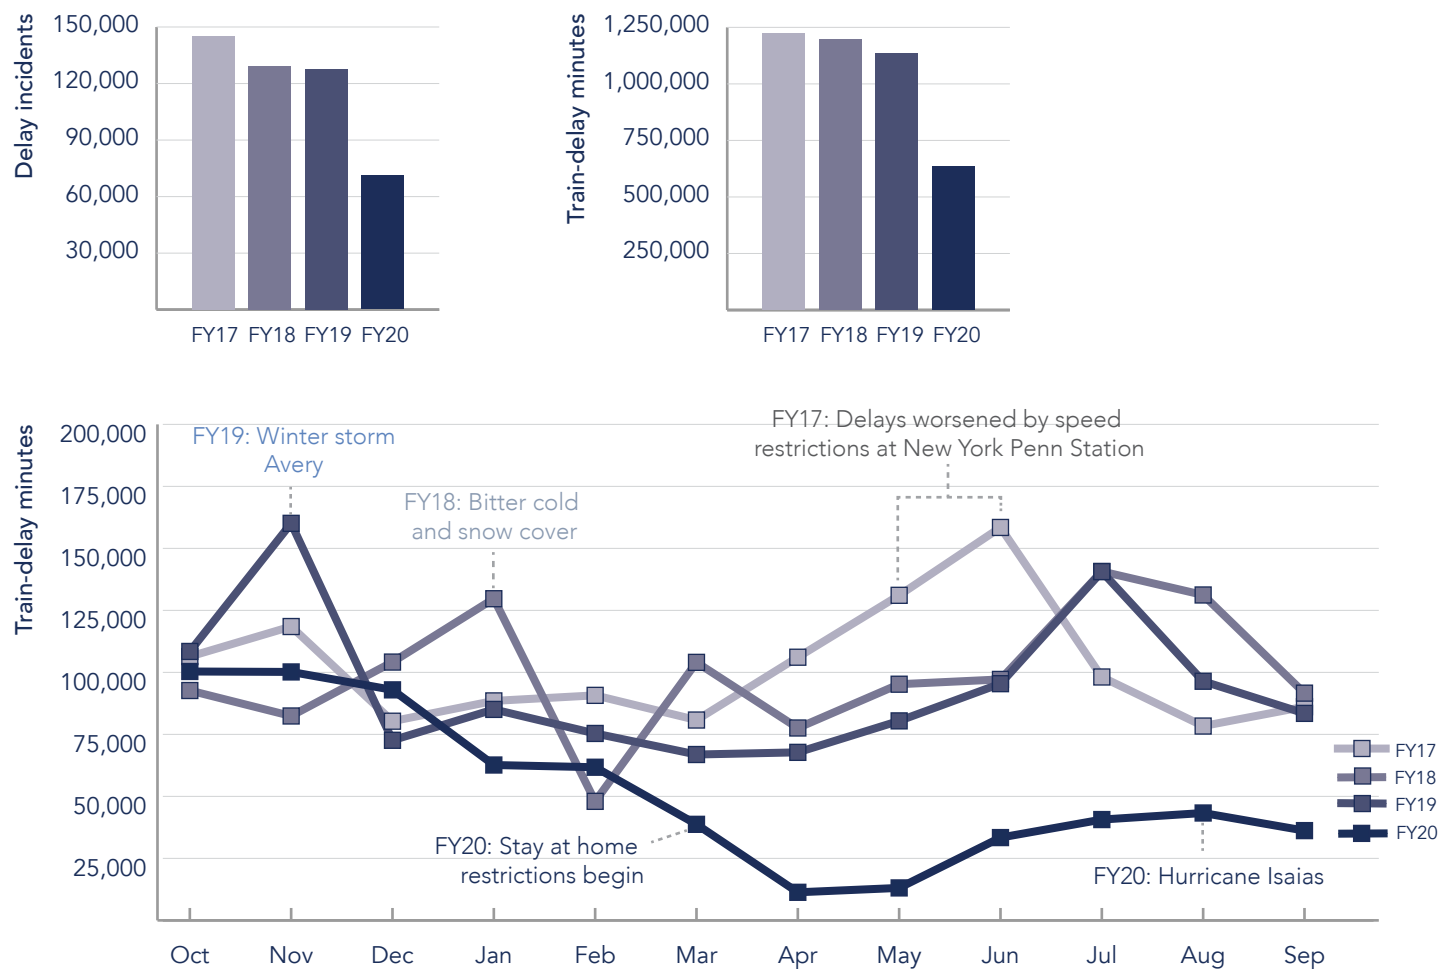 Delay incidents
150,000
120,000
90,000
60,000
30,000
FY17 FY18 FY19 FY20
Train-delay minutes
1,250,000
1,000,000
750,000
500,000
250,000
FY17 FY18 FY19 FY20
Train-delay minutes
200,000
175,000
150,000
125,000
100,000
75,000
50,000
25,000
FY19: Winter storm
Avery
FY18: Bitter cold
and snow cover
FY17: Delays worsened by speed
restrictions at New York Penn Station
FY20: Stay at home
restrictions begin
FY20: Hurricane Isaias
FY17
FY18
FY19
FY20
Oct Nov Dec Jan Feb Mar Apr May Jun Jul Aug Sep